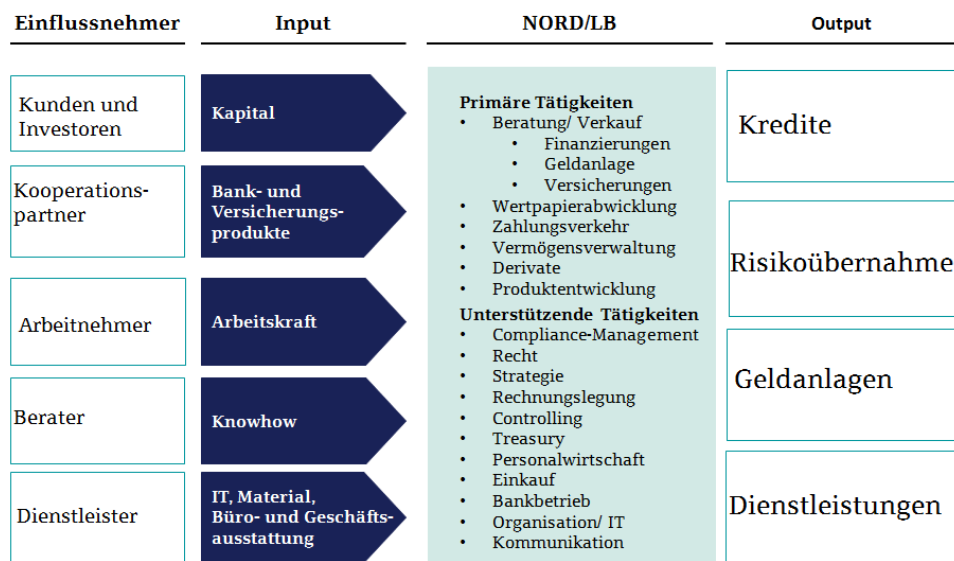 Einflussnehmer
Input
NORD/LB
Output
Kunden und
Investoren
Kapital
Kooperations-
partner
Bank- und
Versicherungs-
produkte
Arbeitnehmer
Arbeitskraft
Berater
Knowhow
Dienstleister
IT, Material,
Büro- und Geschäfts-
ausstattung
Primäre Tätigkeiten
• Beratung/ Verkauf
• Finanzierungen
• Geldanlage
• Versicherungen
• Wertpapierabwicklung
• Zahlungsverkehr
• Vermögensverwaltung
• Derivate
• Produktentwicklung
Unterstützende Tätigkeiten
• Compliance-Management
• Recht
• Strategie
• Rechnungslegung
• Controlling
• Treasury
• Personalwirtschaft
• Einkauf
• Bankbetrieb
• Organisation/ IT
• Kommunikation
Kredite
Risikoübernahme
Geldanlagen
Dienstleistungen